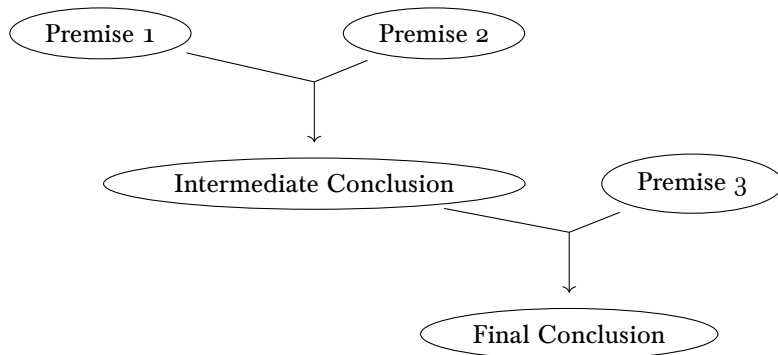 Premise 1
Premise 2
Intermediate Conclusion
Premise 3
Final Conclusion